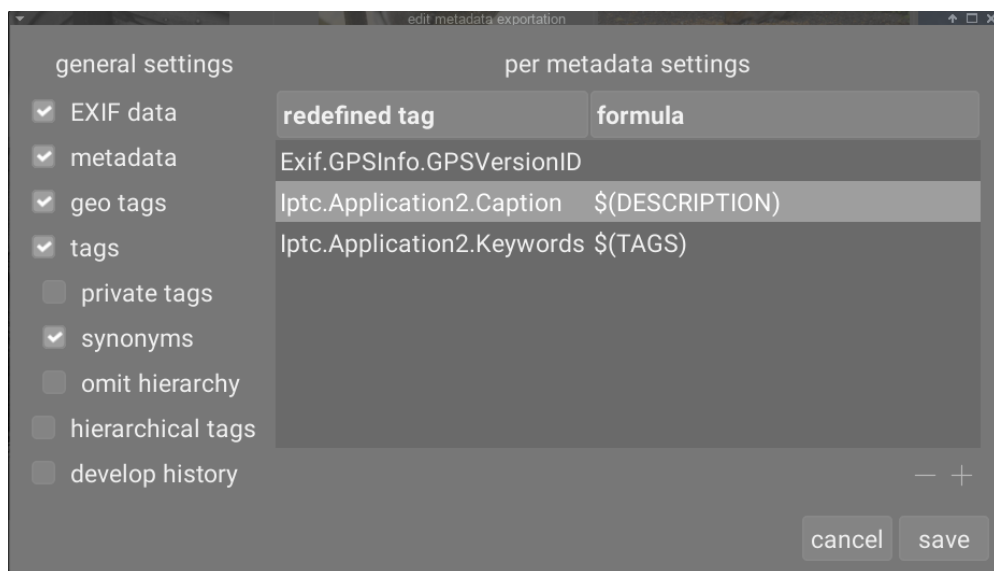 edit metadata exportation
general settings
per metadata settings
EXIF data
metadata
geo tags
tags
private tags
synonyms
omit hierarchy
hierarchical tags
develop history
redefined tag formula
Exif.GPSInfo.GPSVersionID
Iptc.Application2.Caption $(DESCRIPTION)
Iptc.Application2.Keywords $(TAGS)
cancel save